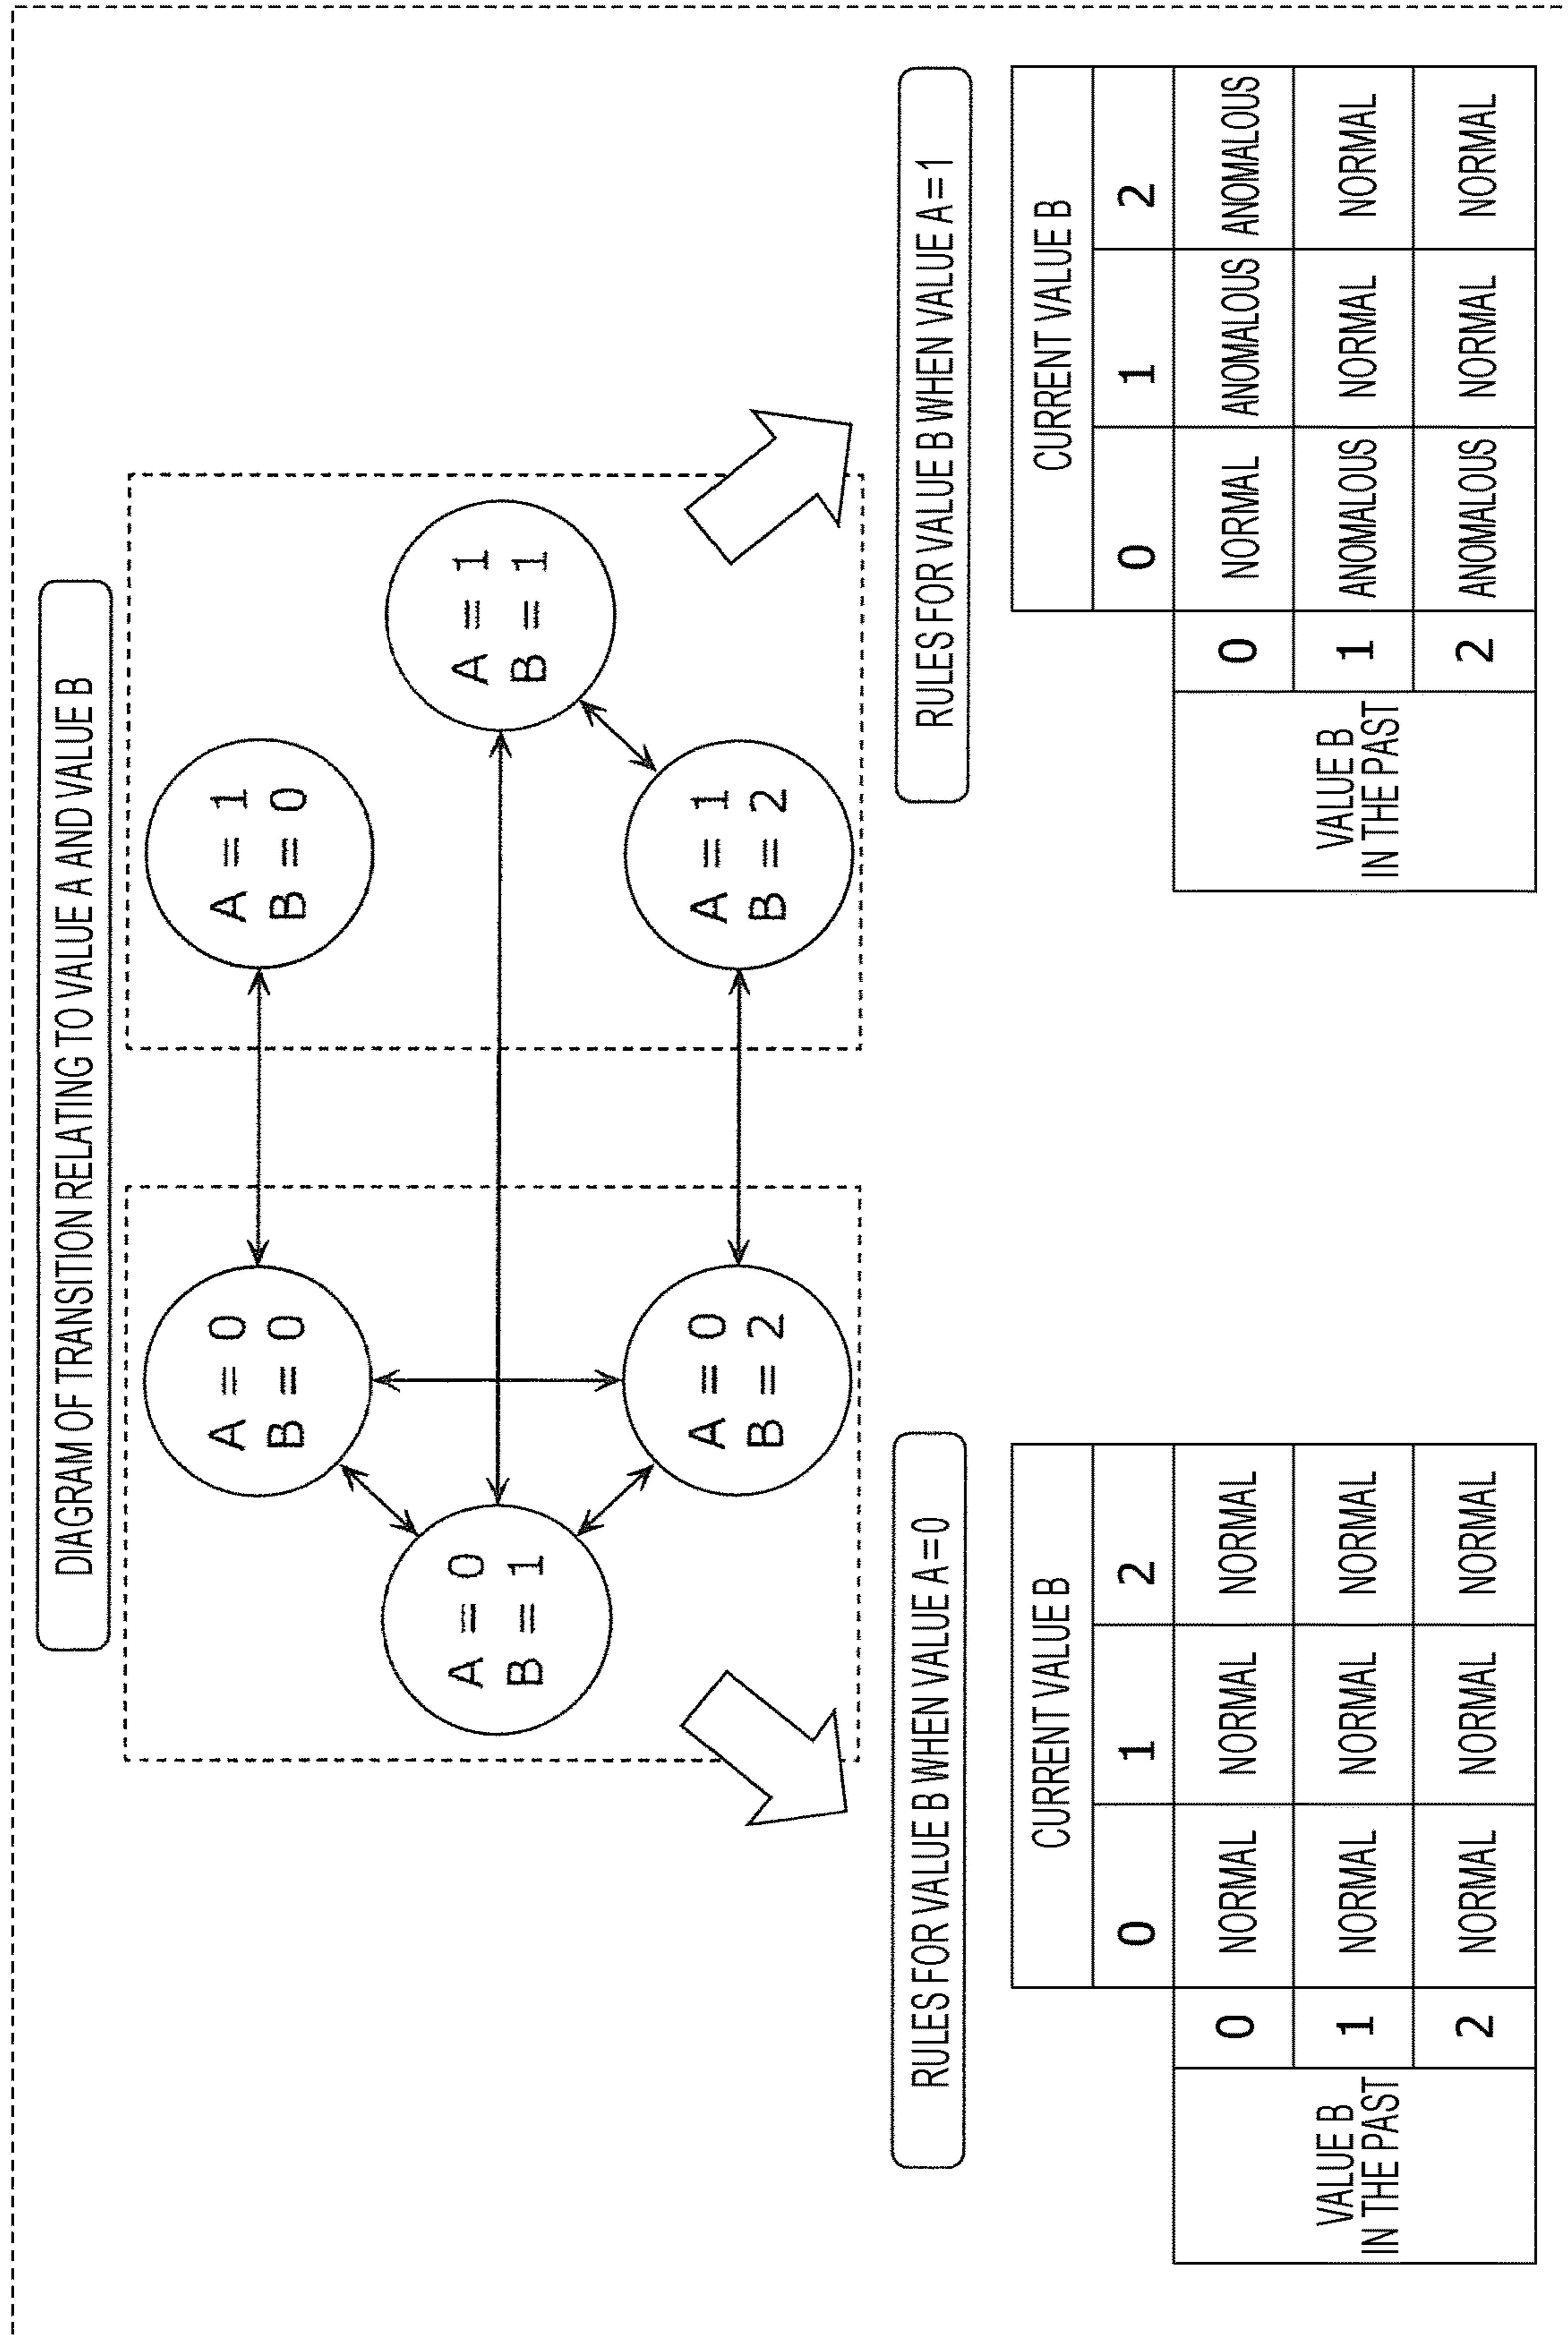 DIAGRAM OF TRANSITION RELATING TO VALUE A AND VALUE B
A = 0
B = 0
A = 1
B = 0
A = 0
B = 1
A = 1
B = 1
A = 0
B = 2
A = 1
B = 2
RULES FOR VALUE B WHEN VALUE A = 0
CURRENT VALUE B
0 1 2
VALUE B
IN THE PAST
0 NORMAL NORMAL NORMAL
1 NORMAL NORMAL NORMAL
2 NORMAL NORMAL NORMAL
RULES FOR VALUE B WHEN VALUE A = 1
CURRENT VALUE B
0 1 2
VALUE B
IN THE PAST
0 NORMAL ANOMALOUS ANOMALOUS
1 ANOMALOUS NORMAL NORMAL
2 ANOMALOUS NORMAL NORMAL